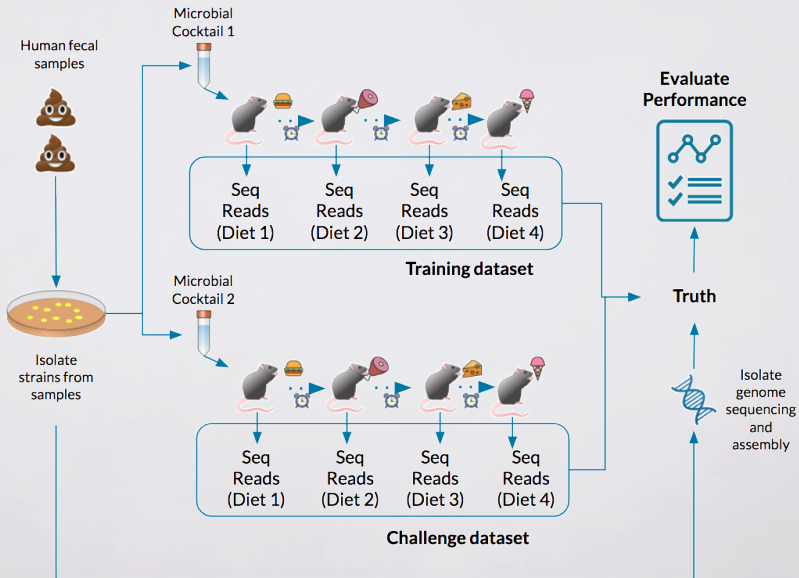 Human fecal
samples
Microbial
Cocktail 1
Seq
Reads
(Diet 1)
Seq
Reads
(Diet 2)
Seq
Reads
(Diet 3)
Seq
Reads
(Diet 4)
Training dataset
Isolate
strains from
samples
Microbial
Cocktail 2
Seq
Reads
(Diet 1)
Seq
Reads
(Diet 2)
Seq
Reads
(Diet 3)
Seq
Reads
(Diet 4)
Challenge dataset
Evaluate
Performance
Truth
Isolate
genome
sequencing
and
assembly